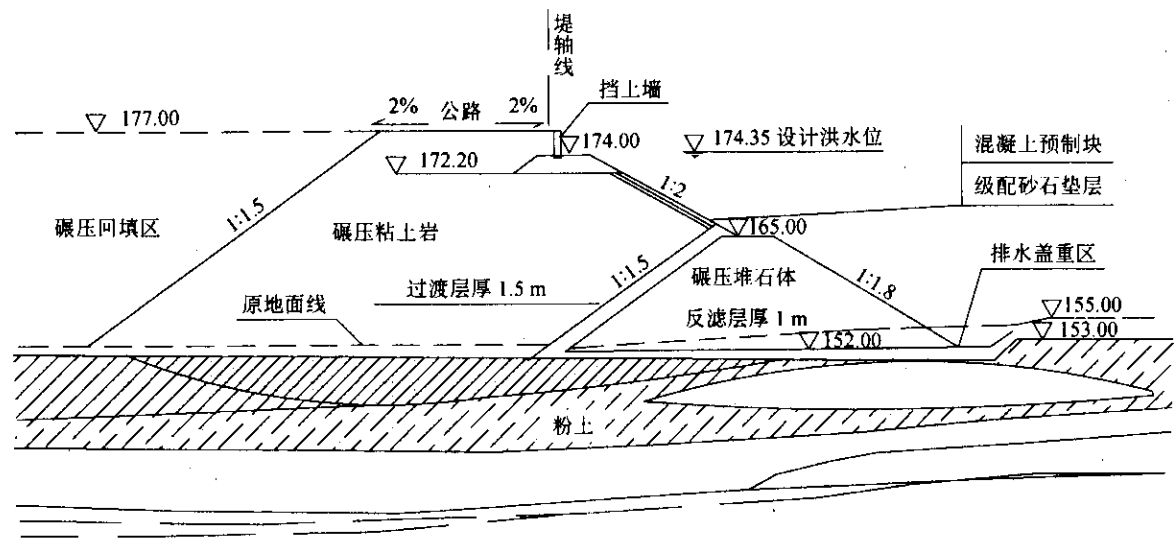 堤轴线
挡上墙
2% 公路 2%
177.00
174.00
174.35 设计洪水位
混凝上预制块
172.20
级配砂石垫层
1:2
1:1.5
碾压回填区
碾压粘上岩
165.00
排水盖重区
碾压堆石体
1:1.5
1:1.8
过渡层厚 1.5 m
原地面线
反滤层厚 1 m
155.00
153.00
152.00
粉土